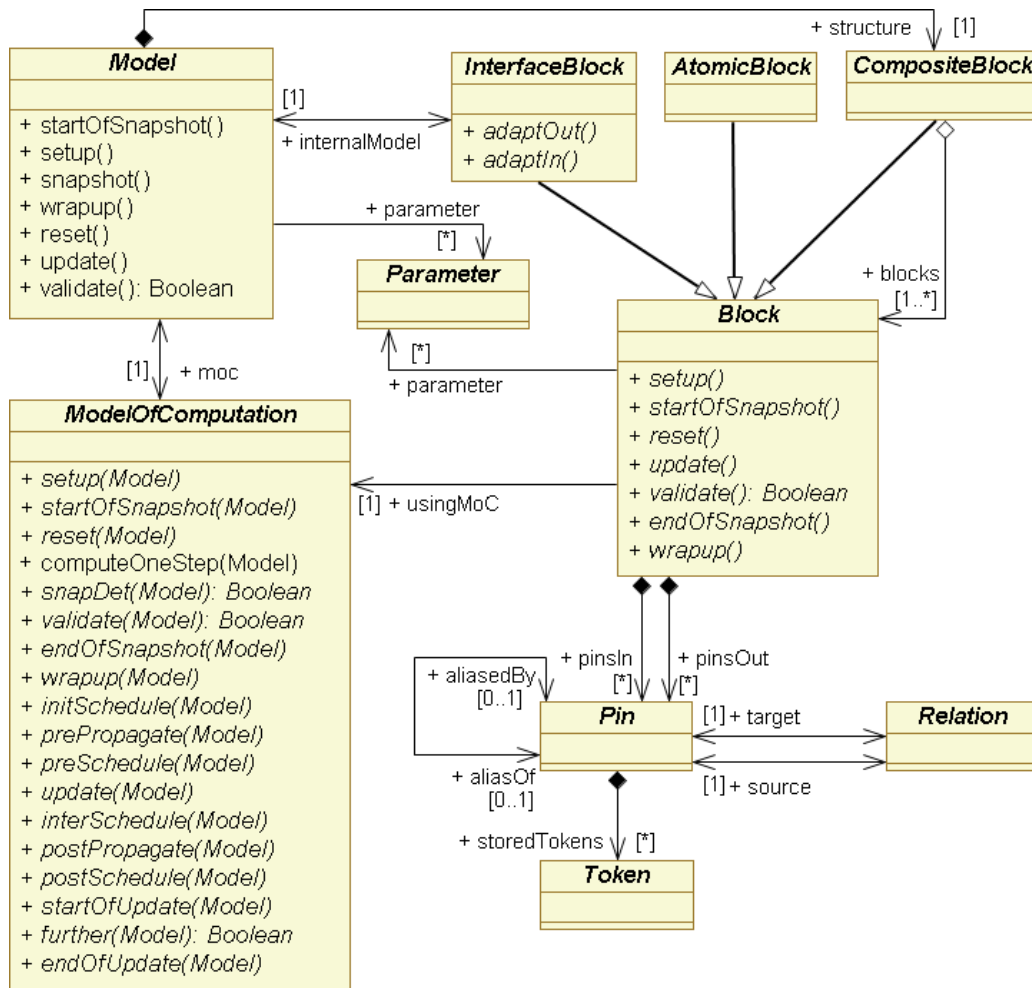 + structure
[1]
Model
+ startOfSnapshot()
+ setup()
+ snapshot()
+ wrapup()
+ reset()
+ update()
+ validate(): Boolean
[1]
+ internalModel
InterfaceBlock
+ adaptOut()
+ adaptIn()
AtomicBlock
CompositeBlock
+ parameter
[*]
Parameter
[*]
+ parameter
+ blocks
[1..*]
Block
+ setup()
+ startOfSnapshot()
+ reset()
+ update()
+ validate(): Boolean
+ endOfSnapshot()
+ wrapup()
[1]
+ moc
ModelOfComputation
+ setup(Model)
+ startOfSnapshot(Model)
+ reset(Model)
+ computeOneStep(Model)
+ snapDet(Model): Boolean
+ validate(Model): Boolean
+ endOfSnapshot(Model)
+ wrapup(Model)
+ initSchedule(Model)
+ prePropagate(Model)
+ preSchedule(Model)
+ update(Model)
+ interSchedule(Model)
+ postPropagate(Model)
+ postSchedule(Model)
+ startOfUpdate(Model)
+ further(Model): Boolean
+ endOfUpdate(Model)
[1] + usingMoC
+ aliasedBy
[0..1]
+ pinsIn
[*]
+ pinsOut
[*]
Pin
[1] + target
Relation
[1] + source
+ aliasOf
[0..1]
+ storedTokens
[*]
Token